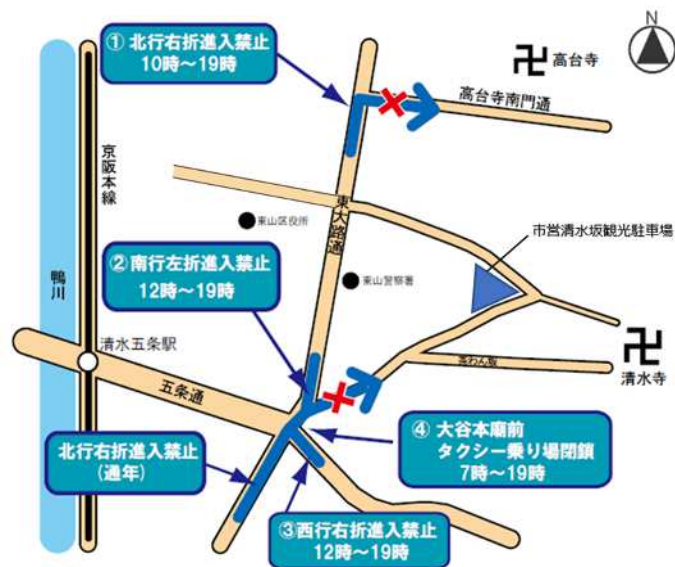 ① 北行右折進入禁止
10時～19時
N
高台寺
高台寺南門通
京阪本線
東大路通
東山区役所
市営清水坂観光駐車場
② 南行左折進入禁止
12時～19時
東山警察署
鴨川
清水五条駅
五条通
茶わん坂
清水寺
北行右折進入禁止
(通年)
④ 大谷本廟前
タクシー乗り場閉鎖
7時～19時
③西行右折進入禁止
12時～19時